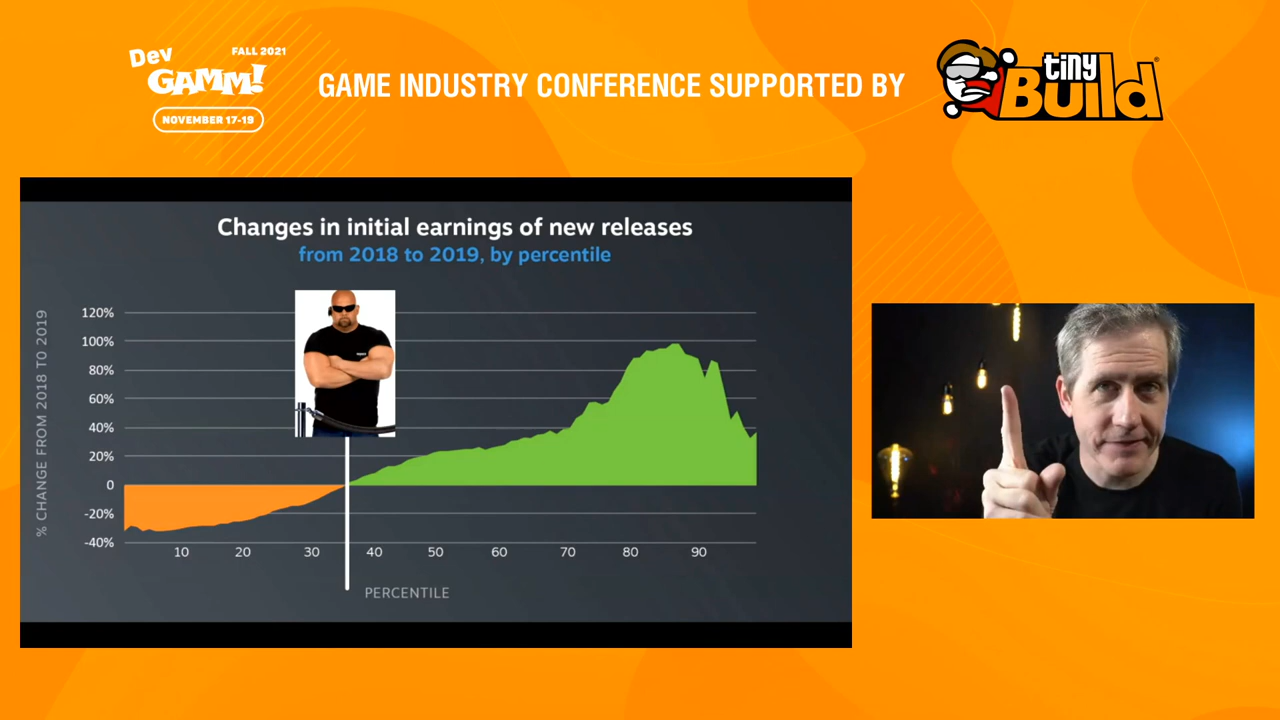 Dev
GAMM!
FALL 2021
NOVEMBER 17-19
GAME INDUSTRY CONFERENCE SUPPORTED BY
tiny
Build
Changes in initial earnings of new releases
from 2018 to 2019, by percentile
% CHANGE FROM 2018 TO 2019
120%
100%
80%
60%
40%
20%
0
-20%
-40%
10 20 30 40 50 60 70 80 90
PERCENTILE